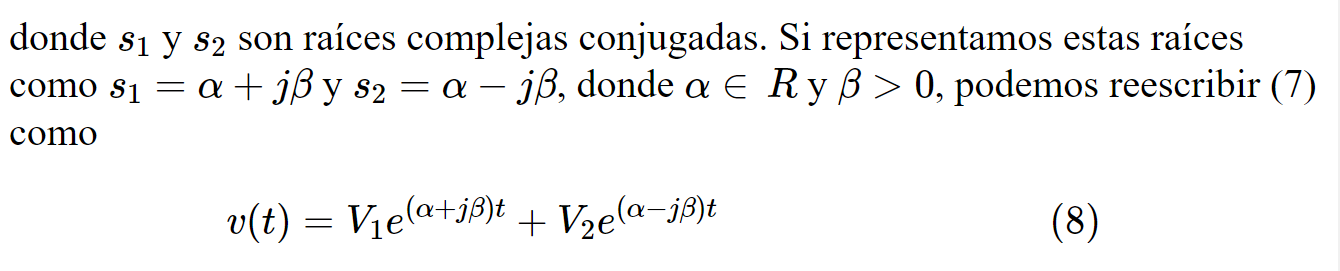 donde s₁ y s₂ son raíces complejas conjugadas. Si representamos estas raíces
como s₁ = α + jβ y s₂ = α − jβ, donde α ∈ R y β > 0, podemos reescribir (7)
como
v(t) = V₁e^(α+jβ)t + V₂e^(α−jβ)t (8)